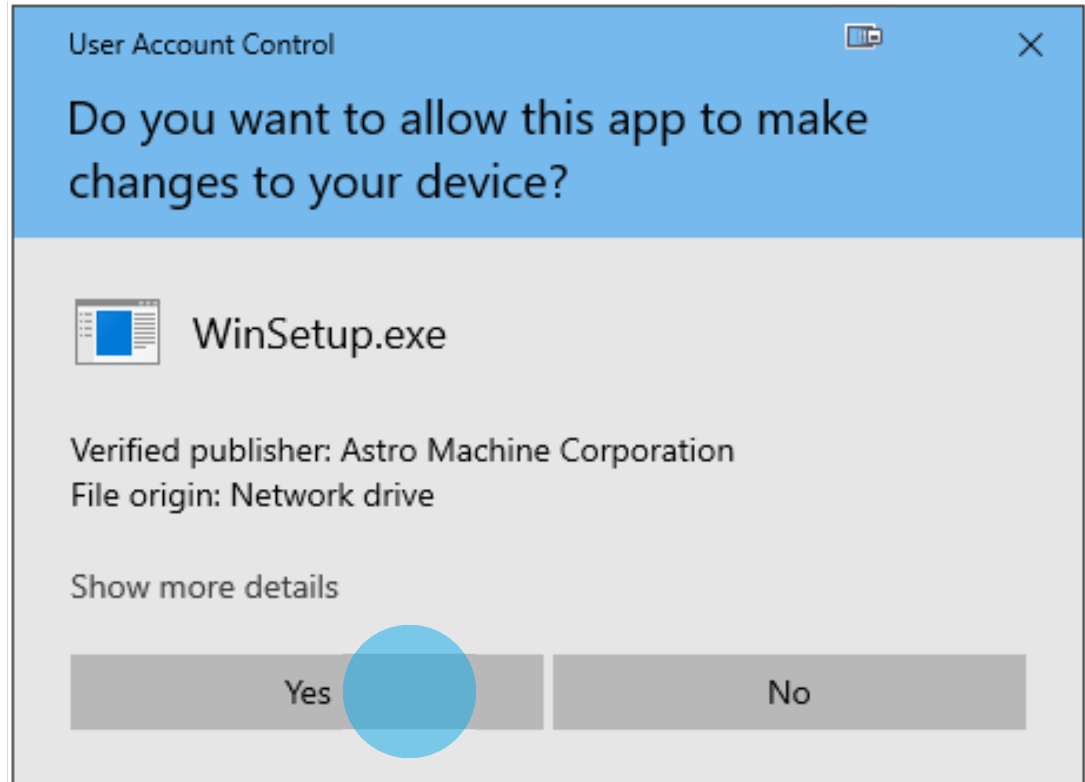 User Account Control
Do you want to allow this app to make
changes to your device?
WinSetup.exe
Verified publisher: Astro Machine Corporation
File origin: Network drive
Show more details
Yes
No